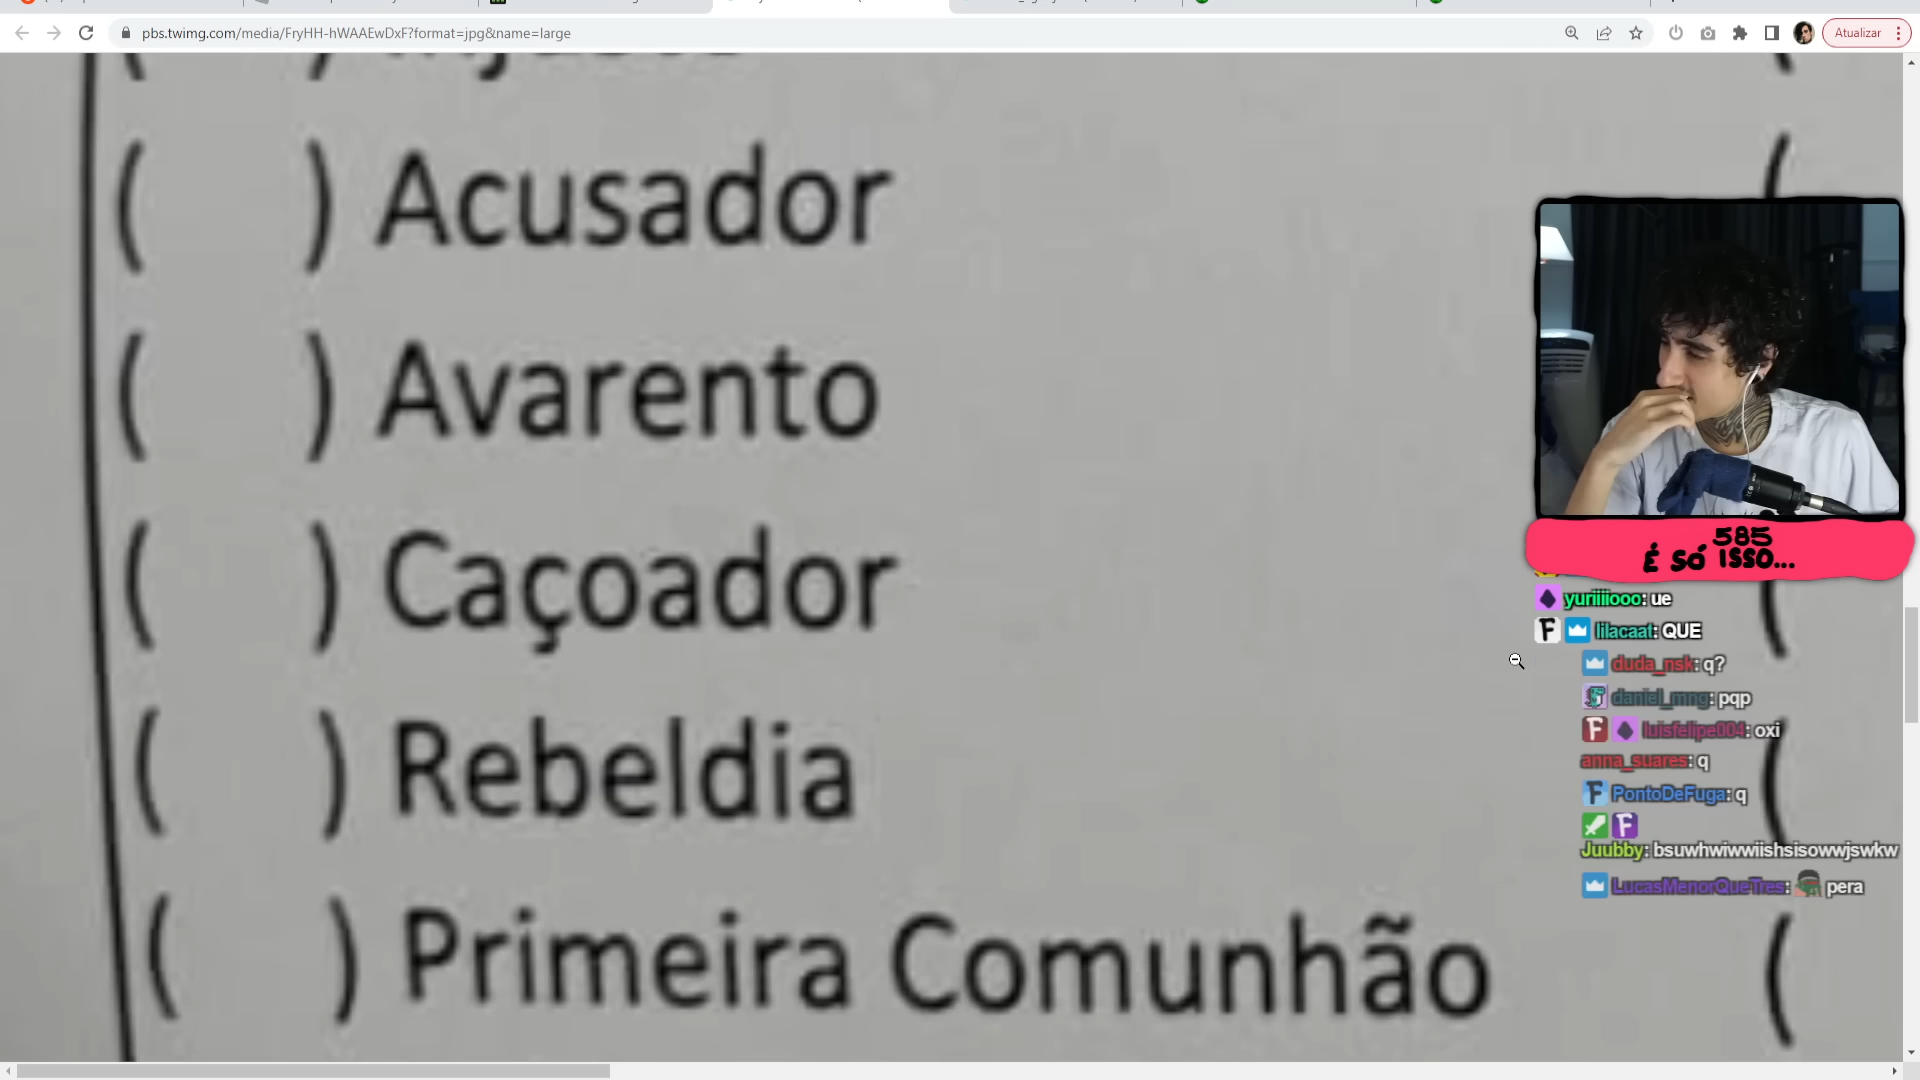 pbs.twimg.com/media/FryHH-hWAAEwDxF?format=jpg&name=large
Atualizar
( ) Acusador
(
( ) Avarento
( ) Caçoador
( ) Rebeldia
( ) Primeira Comunhão
(
585
É SÓ ISSO...
yuriiiiooo: ue
lilacaat: QUE
duda_nsk: q?
daniel_mng: pqp
luisfelipe004: oxi
anna_suares: q
PontoDeFuga: q
Juubby: bsuwhwiwwiishsisowwjswkw
LucasMenorQueTres: pera